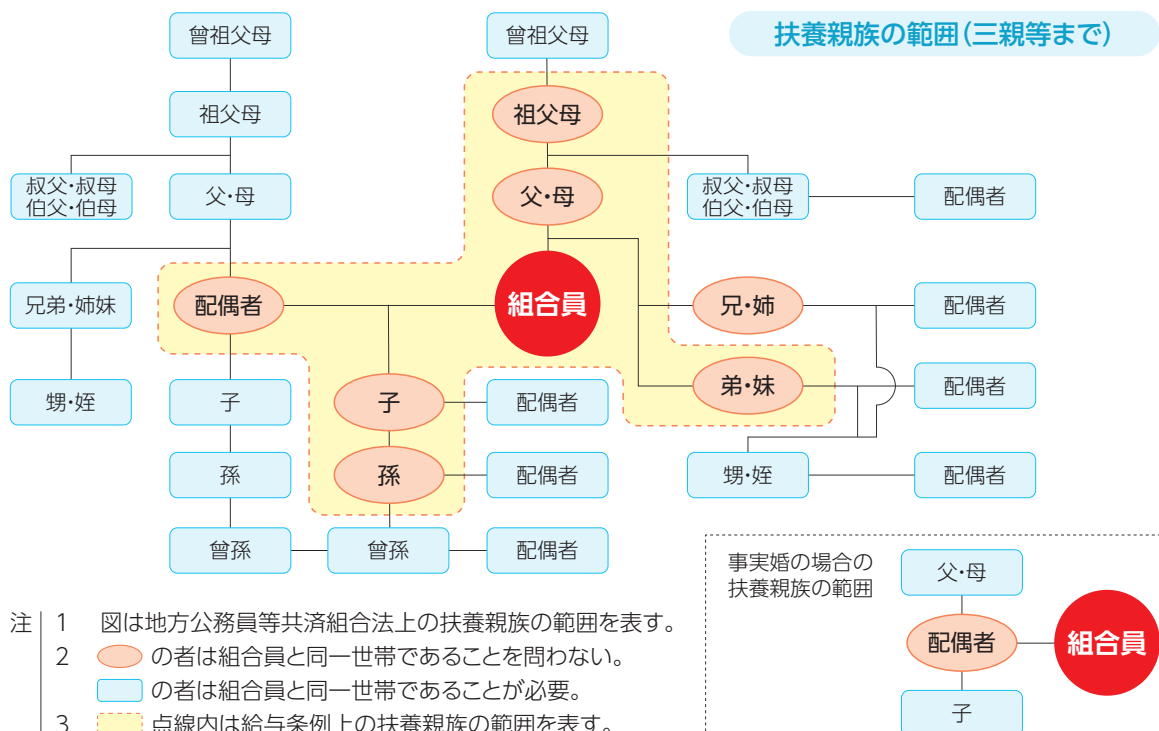 扶養親族の範囲(三親等まで)
曾祖父母
曾祖父母
祖父母
祖父母
叔父・叔母
伯父・伯母
父・母
父・母
叔父・叔母
伯父・伯母
配偶者
兄弟・姉妹
配偶者
組合員
兄・姉
配偶者
弟・妹
配偶者
甥・姪
子
子
配偶者
孫
孫
配偶者
甥・姪
配偶者
曾孫
曾孫
配偶者
事実婚の場合の
扶養親族の範囲
父・母
配偶者
組合員
子
注 1 図は地方公務員等共済組合法上の扶養親族の範囲を表す。
2 の者は組合員と同一世帯であることを問わない。
の者は組合員と同一世帯であることが必要。
3 点線内は給与条例上の扶養親族の範囲を表す。